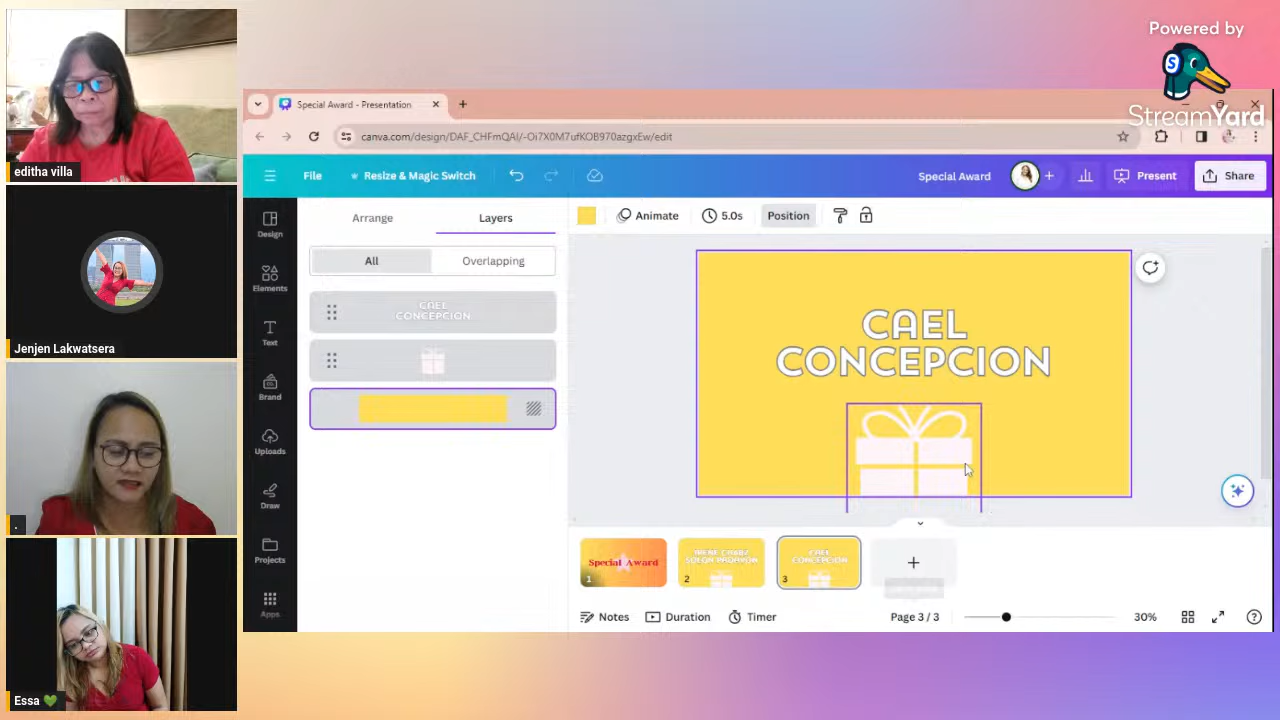 Powered by
StreamYard
editha villa
Jenjen Lakwatsera
.
Essa 💚
Special Award - Presentation
canva.com/design/DAF_CHFmQAI/-Oi7X0M7ufKOB970azgxEw/edit
File
Resize & Magic Switch
Special Award
Present
Share
Design
Elements
Text
Brand
Uploads
Draw
Projects
Apps
Arrange
Layers
All
Overlapping
CAEL
CONCEPCION
Animate
5.0s
Position
CAEL
CONCEPCION
Special Award
1
2
CAEL
CONCEPCION
3
Notes
Duration
Timer
Page 3 / 3
30%